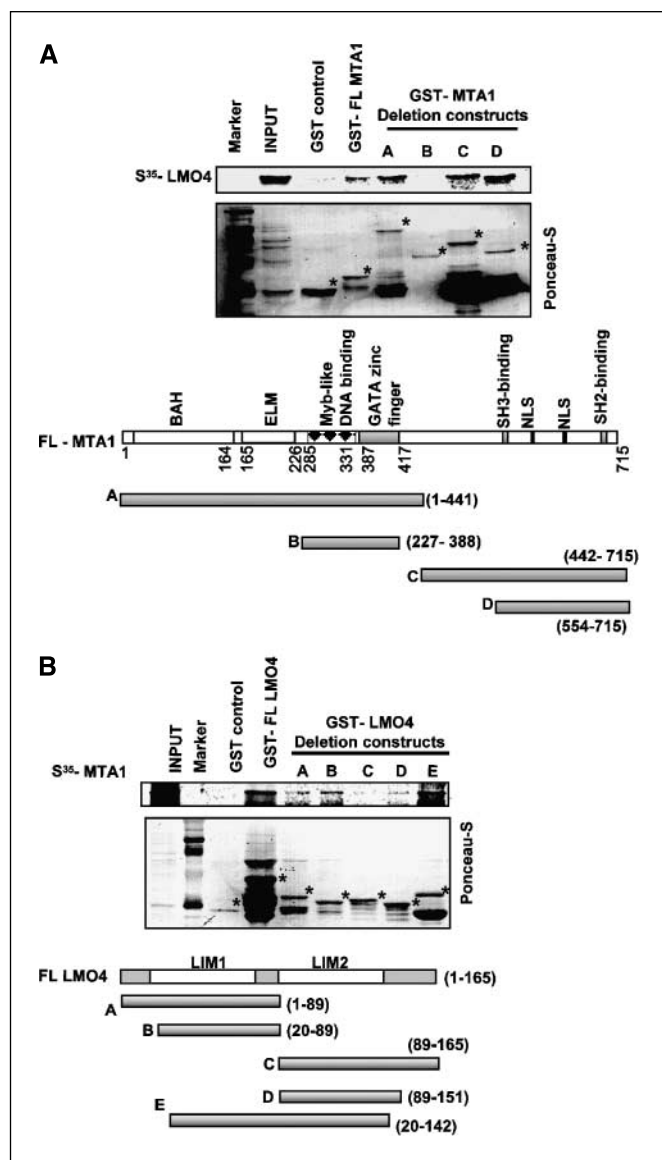 A
Marker
INPUT
GST control
GST- FL MTA1
GST- MTA1
Deletion constructs
A B C D
S35- LMO4
* * * * * *
Ponceau-S
BAH
ELM
Myb-like
DNA binding
GATA zinc
finger
SH3-binding
NLS
NLS
SH2-binding
FL - MTA1
1 164 165 226 285 331 387 417 715
A (1-441)
B (227- 388)
(442- 715)
C
D
(554-715)
B
INPUT
Marker
GST control
GST- FL LMO4
GST- LMO4
Deletion constructs
A B C D E
S35- MTA1
* * * * * * *
Ponceau-S
LIM1 LIM2
FL LMO4 (1-165)
A (1-89)
B (20-89)
(89-165)
C
D (89-151)
E
(20-142)